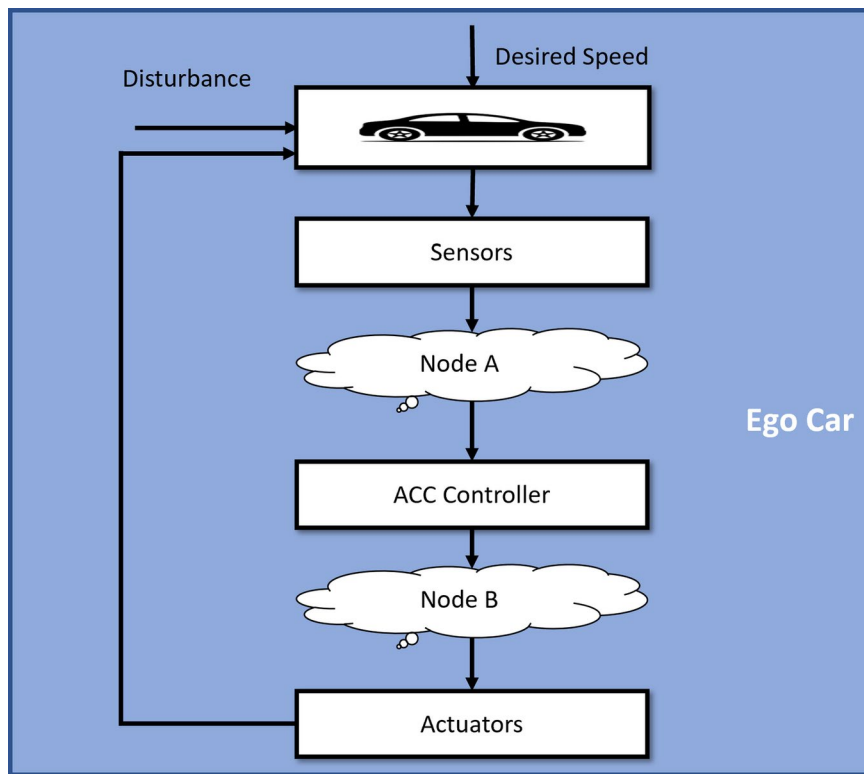 Desired Speed
Disturbance
Sensors
Node A
Ego Car
ACC Controller
Node B
Actuators